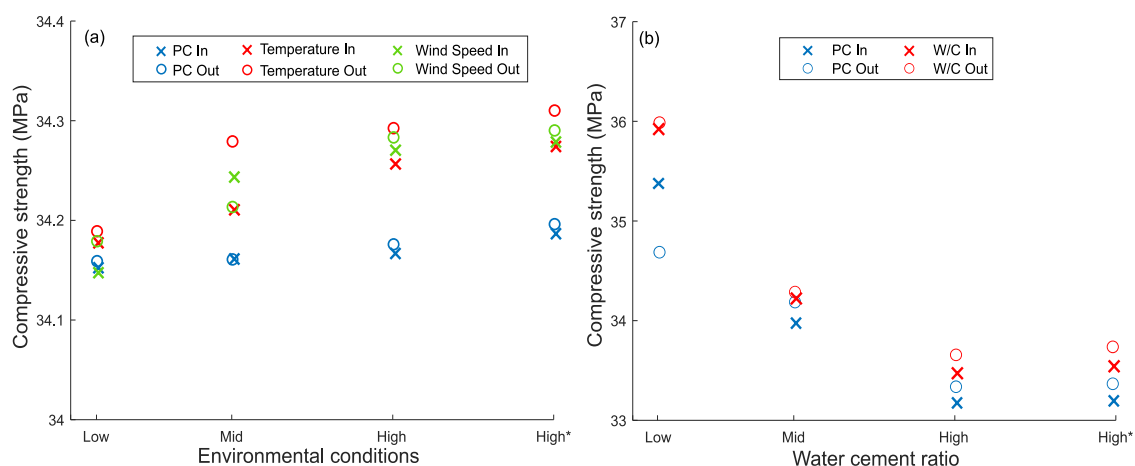 (a)
PC In
Temperature In
Wind Speed In
PC Out
Temperature Out
Wind Speed Out
34.4
34.3
34.2
34.1
34
Compressive strength (MPa)
Low
Mid
High
High*
Environmental conditions
(b)
PC In
W/C In
PC Out
W/C Out
37
36
35
34
33
Compressive strength (MPa)
Low
Mid
High
High*
Water cement ratio